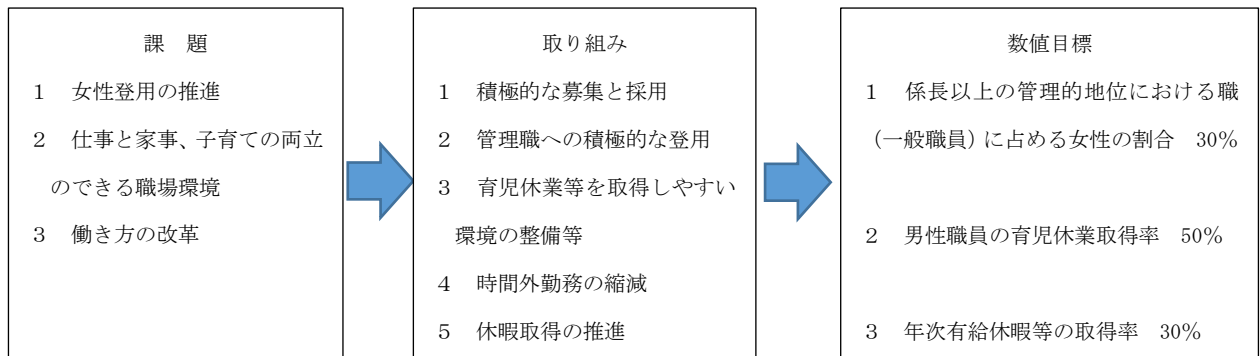 課　題
１　女性登用の推進
２　仕事と家事、子育ての両立
のできる職場環境
３　働き方の改革
取り組み
１　積極的な募集と採用
２　管理職への積極的な登用
３　育児休業等を取得しやすい
環境の整備等
４　時間外勤務の縮減
５　休暇取得の推進
数値目標
１　係長以上の管理的地位における職
（一般職員）に占める女性の割合　30％
２　男性職員の育児休業取得率　50％
３　年次有給休暇等の取得率　30％